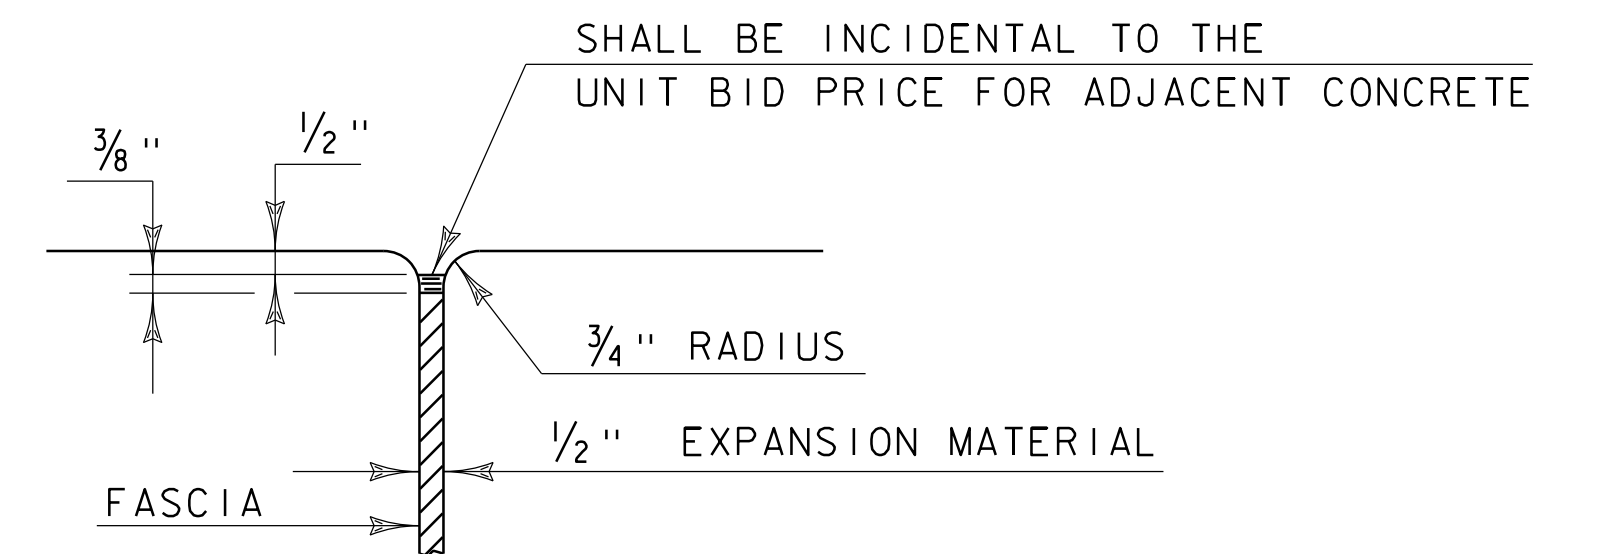 SHALL BE INCIDENTAL TO THE
UNIT BID PRICE FOR ADJACENT CONCRETE
3/8"
1/2"
3/4" RADIUS
1/2" EXPANSION MATERIAL
FASCIA